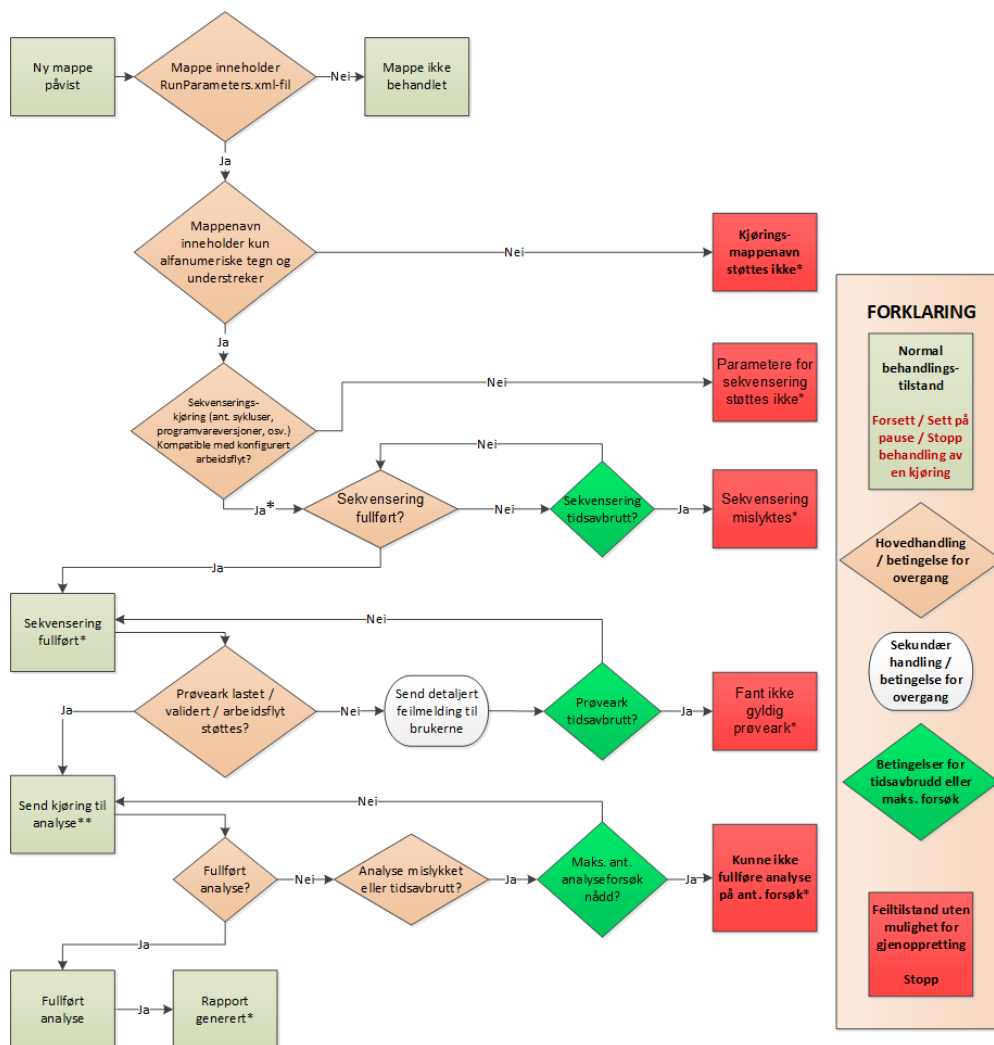 Ny mappe
påvist
Mappe inneholder
RunParameters.xml-fil
Nei
Mappe ikke
behandlet
Ja
Mappenavn
inneholder kun
alfanumeriske tegn og
understreker
Nei
Kjørings-
mappenavn
støttes ikke*
Ja
Sekvenserings-
kjøring (ant. sykluser,
programvareversjoner, osv.)
Kompatible med konfigurert
arbeidsflyt?
Nei
Parametere for
sekvensering
støttes ikke*
Ja*
Sekvensering
fullført?
Nei
Sekvensering
tidsavbrutt?
Ja
Sekvensering
mislyktes*
Ja
Sekvensering
fullført*
Nei
Prøveark lastet /
validert / arbeidsflyt
støttes?
Nei
Send detaljert
feilmelding til
brukerne
Prøveark
tidsavbrutt?
Ja
Fant ikke
gyldig
prøveark*
Ja
Send kjøring til
analyse**
Nei
Fullført
analyse?
Nei
Analyse mislykket
eller tidsavbrutt?
Ja
Maks. ant.
analyseforsøk
nådd?
Ja
Kunne ikke
fullføre analyse
på ant. forsøk*
Ja
Fullført
analyse
Ja
Rapport
generert*
FORKLARING
Normal
behandlings-
tilstand
Forsett / Sett på
pause / Stopp
behandling av
en kjøring
Hovedhandling
/ betingelse for
overgang
Sekundær
handling /
betingelse for
overgang
Betingelser for
tidsavbrudd eller
maks. forsøk
Feiltilstand uten
mulighet for
gjenoppretting
Stopp